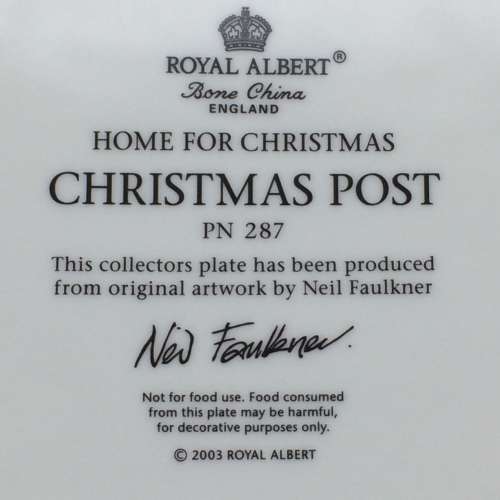 ROYAL ALBERT®
Bone China
ENGLAND
HOME FOR CHRISTMAS
CHRISTMAS POST
PN 287
This collectors plate has been produced
from original artwork by Neil Faulkner
Neil Faulkner.
Not for food use. Food consumed
from this plate may be harmful,
for decorative purposes only.
© 2003 ROYAL ALBERT